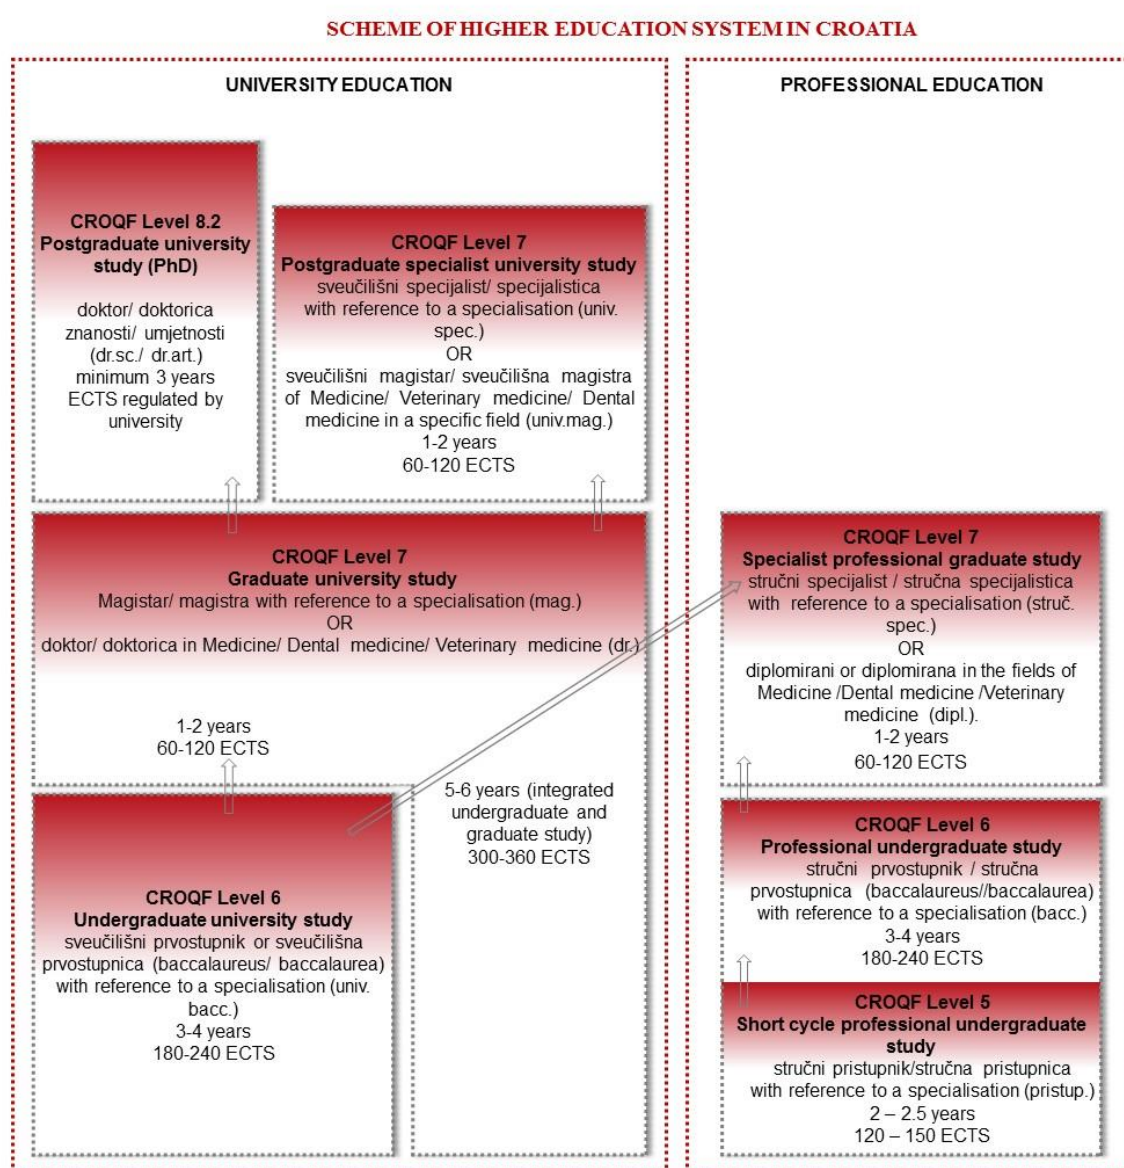 SCHEME OF HIGHER EDUCATION SYSTEM IN CROATIA
UNIVERSITY EDUCATION
CROQF Level 8.2
Postgraduate university
study (PhD)
doktor/ doktorica
znanosti/ umjetnosti
(dr.sc./ dr.art.)
minimum 3 years
ECTS regulated by
university
CROQF Level 7
Postgraduate specialist university study
sveučilišni specijalist/ specijalistica
with reference to a specialisation (univ.
spec.)
OR
sveučilišni magistar/ sveučilišna magistra
of Medicine/ Veterinary medicine/ Dental
medicine in a specific field (univ.mag.)
1-2 years
60-120 ECTS
CROQF Level 7
Graduate university study
Magistar/ magistra with reference to a specialisation (mag.)
OR
doktor/ doktorica in Medicine/ Dental medicine/ Veterinary medicine (dr.)
1-2 years
60-120 ECTS
5-6 years (integrated
undergraduate and
graduate study)
300-360 ECTS
CROQF Level 6
Undergraduate university study
sveučilišni prvostupnik or sveučilišna
prvostupnica (baccalaureus/ baccalaurea)
with reference to a specialisation (univ.
bacc.)
3-4 years
180-240 ECTS
PROFESSIONAL EDUCATION
CROQF Level 7
Specialist professional graduate study
stručni specijalist / stručna specijalistica
with reference to a specialisation (struč.
spec.)
OR
diplomirani or diplomirana in the fields of
Medicine /Dental medicine /Veterinary
medicine (dipl.).
1-2 years
60-120 ECTS
CROQF Level 6
Professional undergraduate study
stručni prvostupnik / stručna
prvostupnica (baccalaureus//baccalaurea)
with reference to a specialisation (bacc.)
3-4 years
180-240 ECTS
CROQF Level 5
Short cycle professional undergraduate
study
stručni pristupnik/stručna pristupnica
with reference to a specialisation (pristup.)
2 – 2.5 years
120 – 150 ECTS